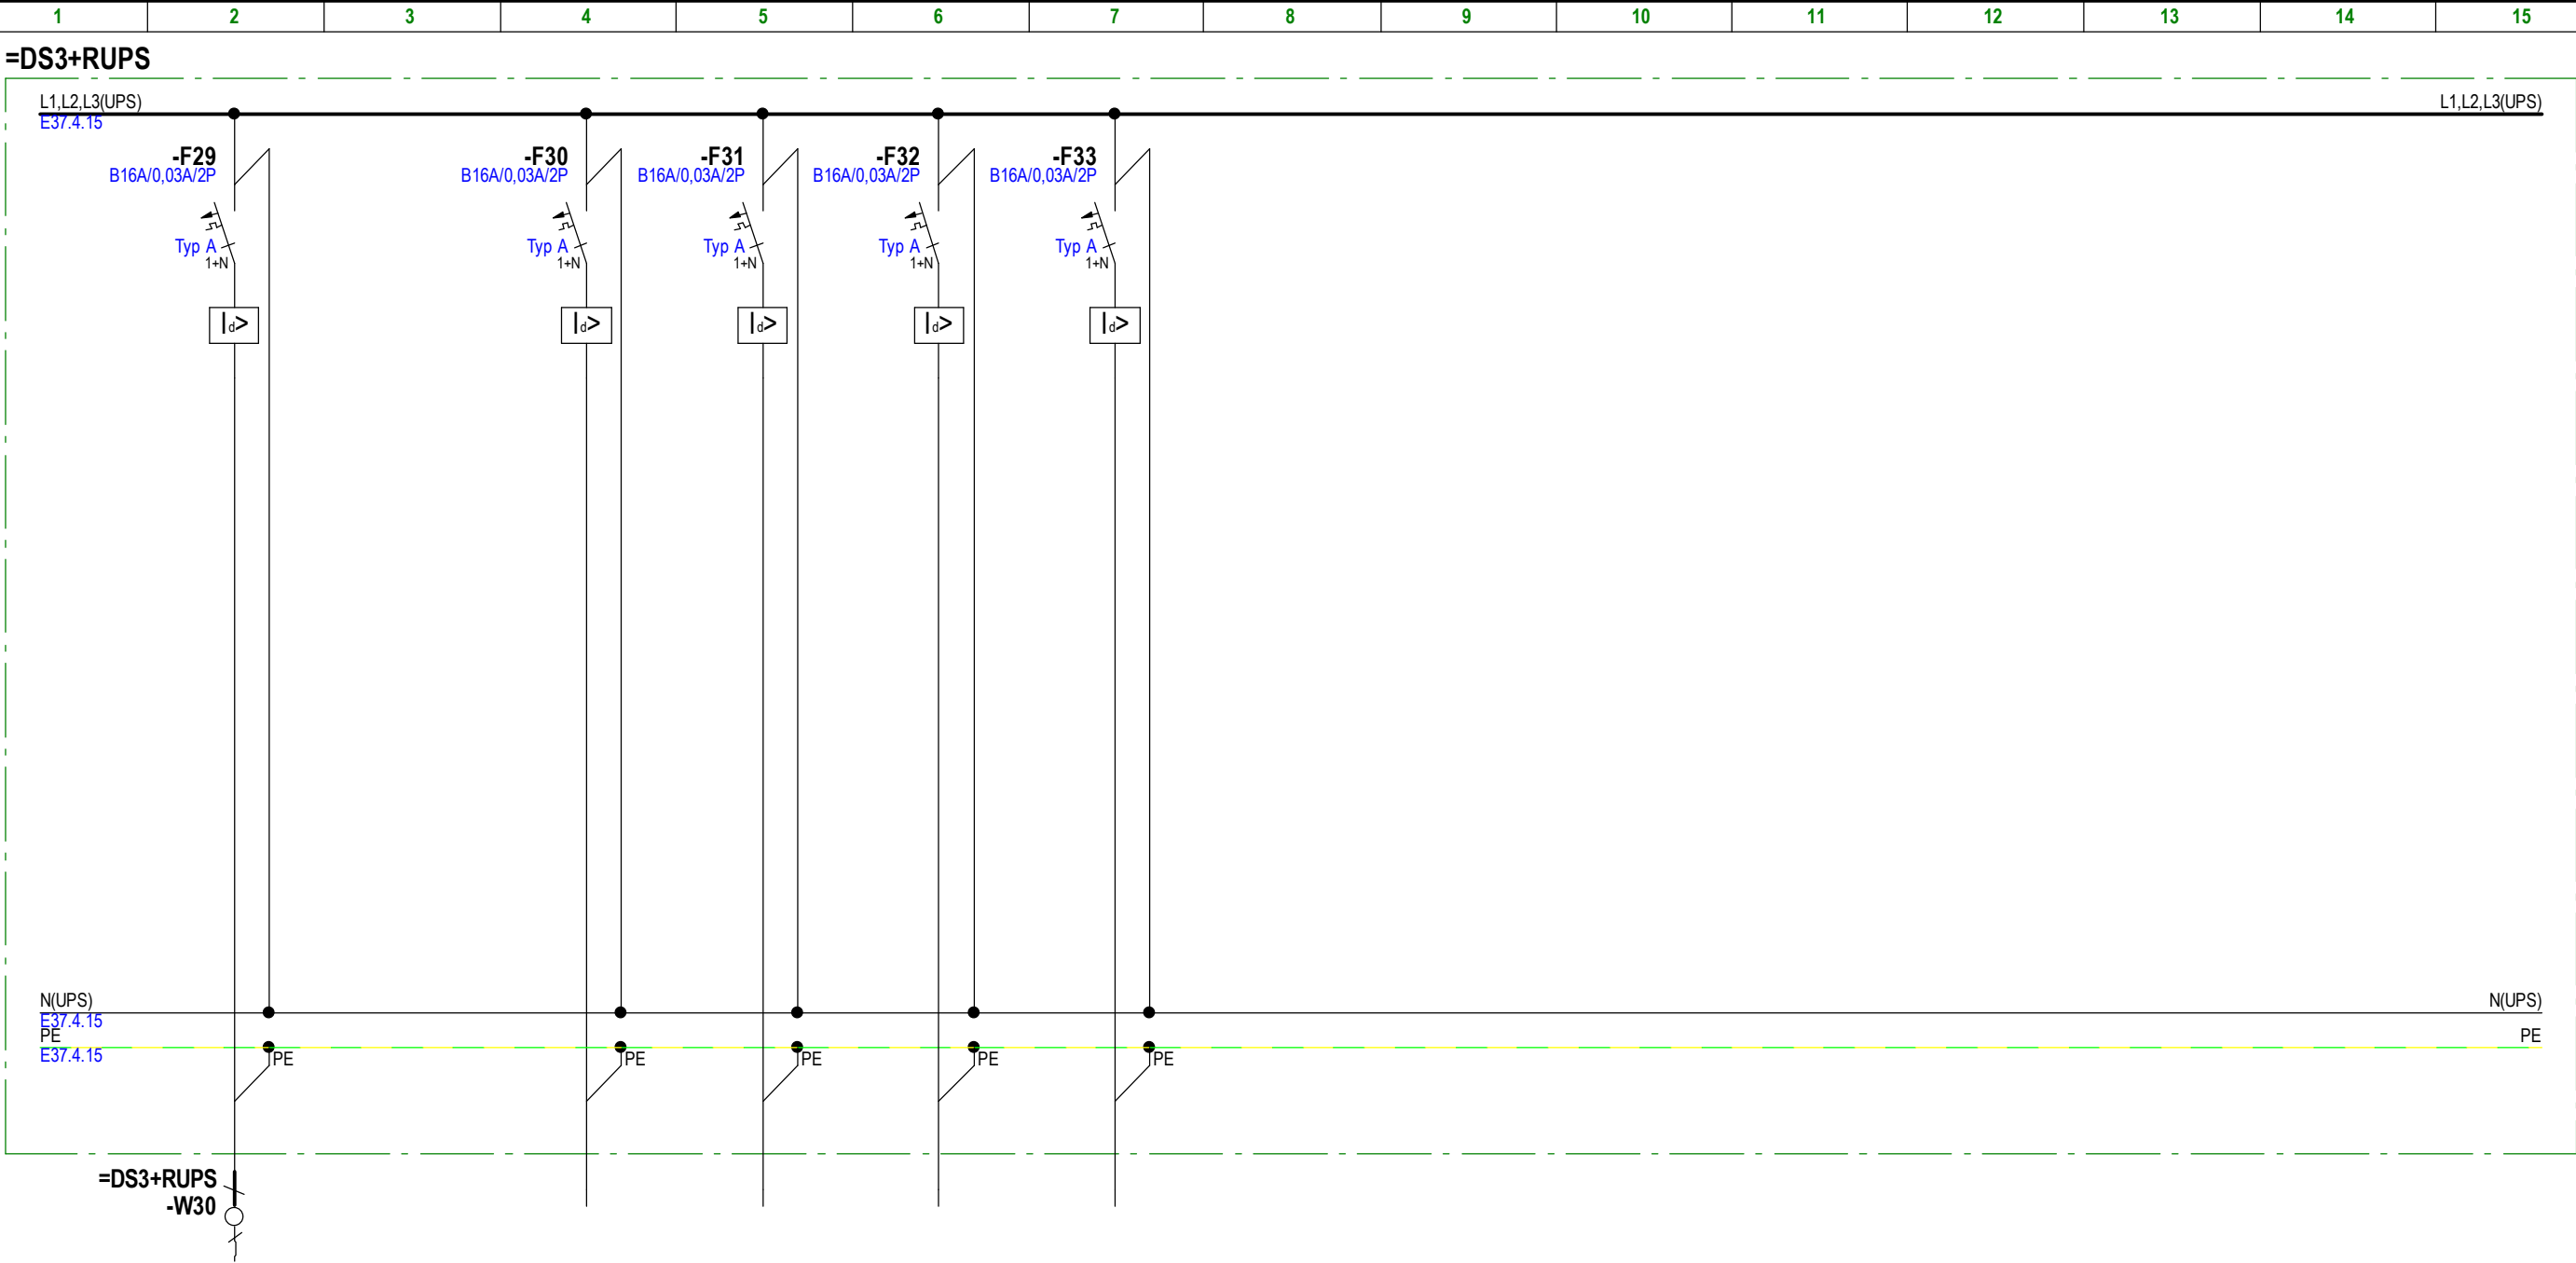 1 2 3 4 5 6 7 8 9 10 11 12 13 14 15
=DS3+RUPS
L1,L2,L3(UPS) L1,L2,L3(UPS)
E37.4.15
-F29 -F30 -F31 -F32 -F33
B16A/0,03A/2P B16A/0,03A/2P B16A/0,03A/2P B16A/0,03A/2P B16A/0,03A/2P
Typ A Typ A Typ A Typ A Typ A
1+N 1+N 1+N 1+N 1+N
Id> Id> Id> Id> Id>
N(UPS) N(UPS)
E37.4.15
PE PE
E37.4.15
PE PE PE PE PE
=DS3+RUPS
-W30